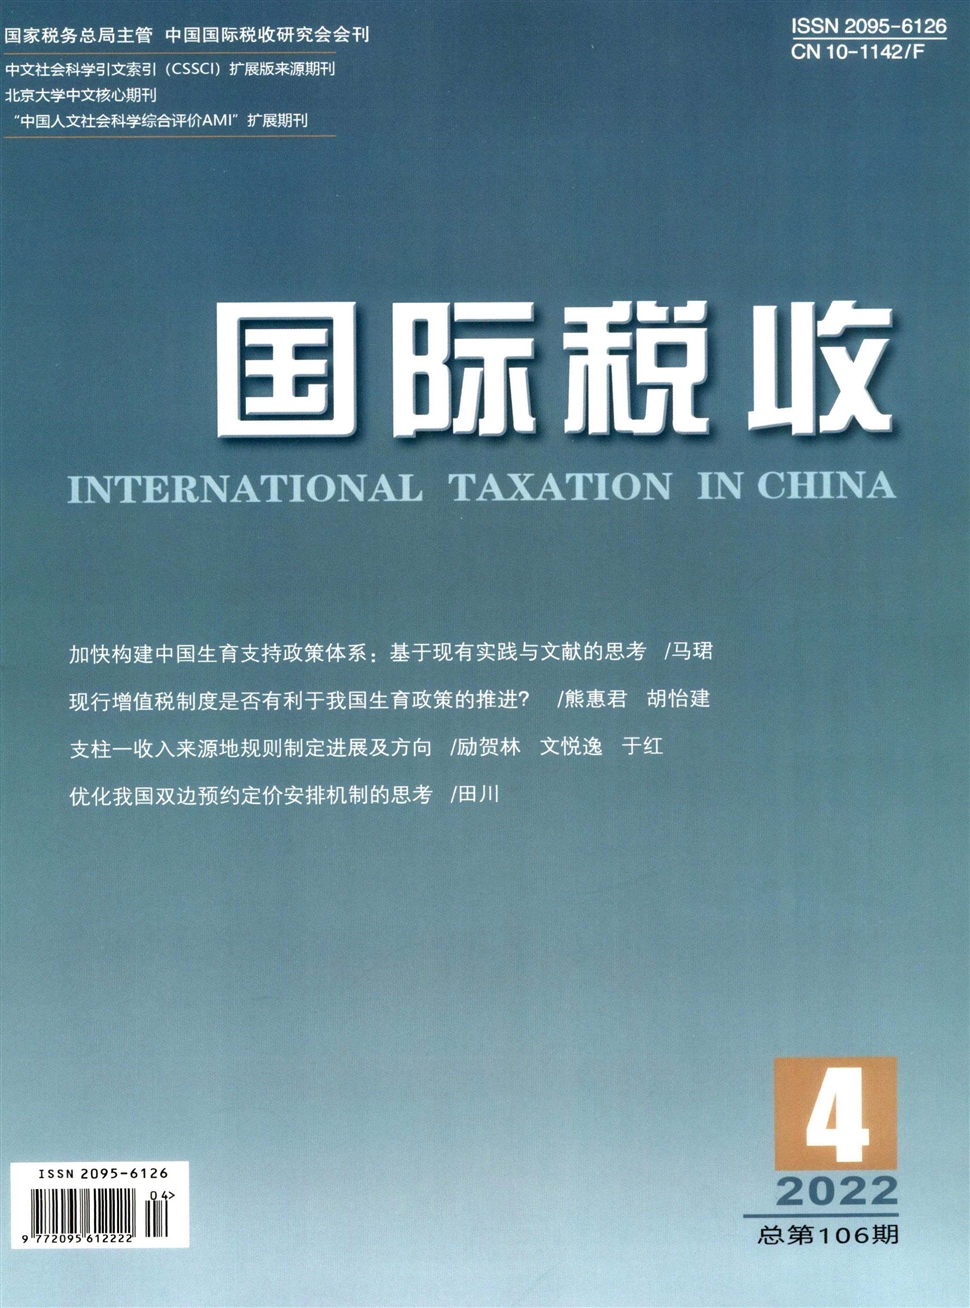 国家税务总局主管 中国国际税收研究会会刊
中文社会科学引文索引（CSSCI）扩展版来源期刊
北京大学中文核心期刊
“中国人文社会科学综合评价AMI”扩展期刊
ISSN 2095-6126
CN 10-1142/F
国际税收
INTERNATIONAL TAXATION IN CHINA
加快构建中国生育支持政策体系：基于现有实践与文献的思考 /马珺
现行增值税制度是否有利于我国生育政策的推进？ /熊惠君 胡怡建
支柱一收入来源地规则制定进展及方向 /励贺林 文悦逸 于红
优化我国双边预约定价安排机制的思考 /田川
4
2022
总第106期
ISSN 2095-6126
04>
9 772095 612222